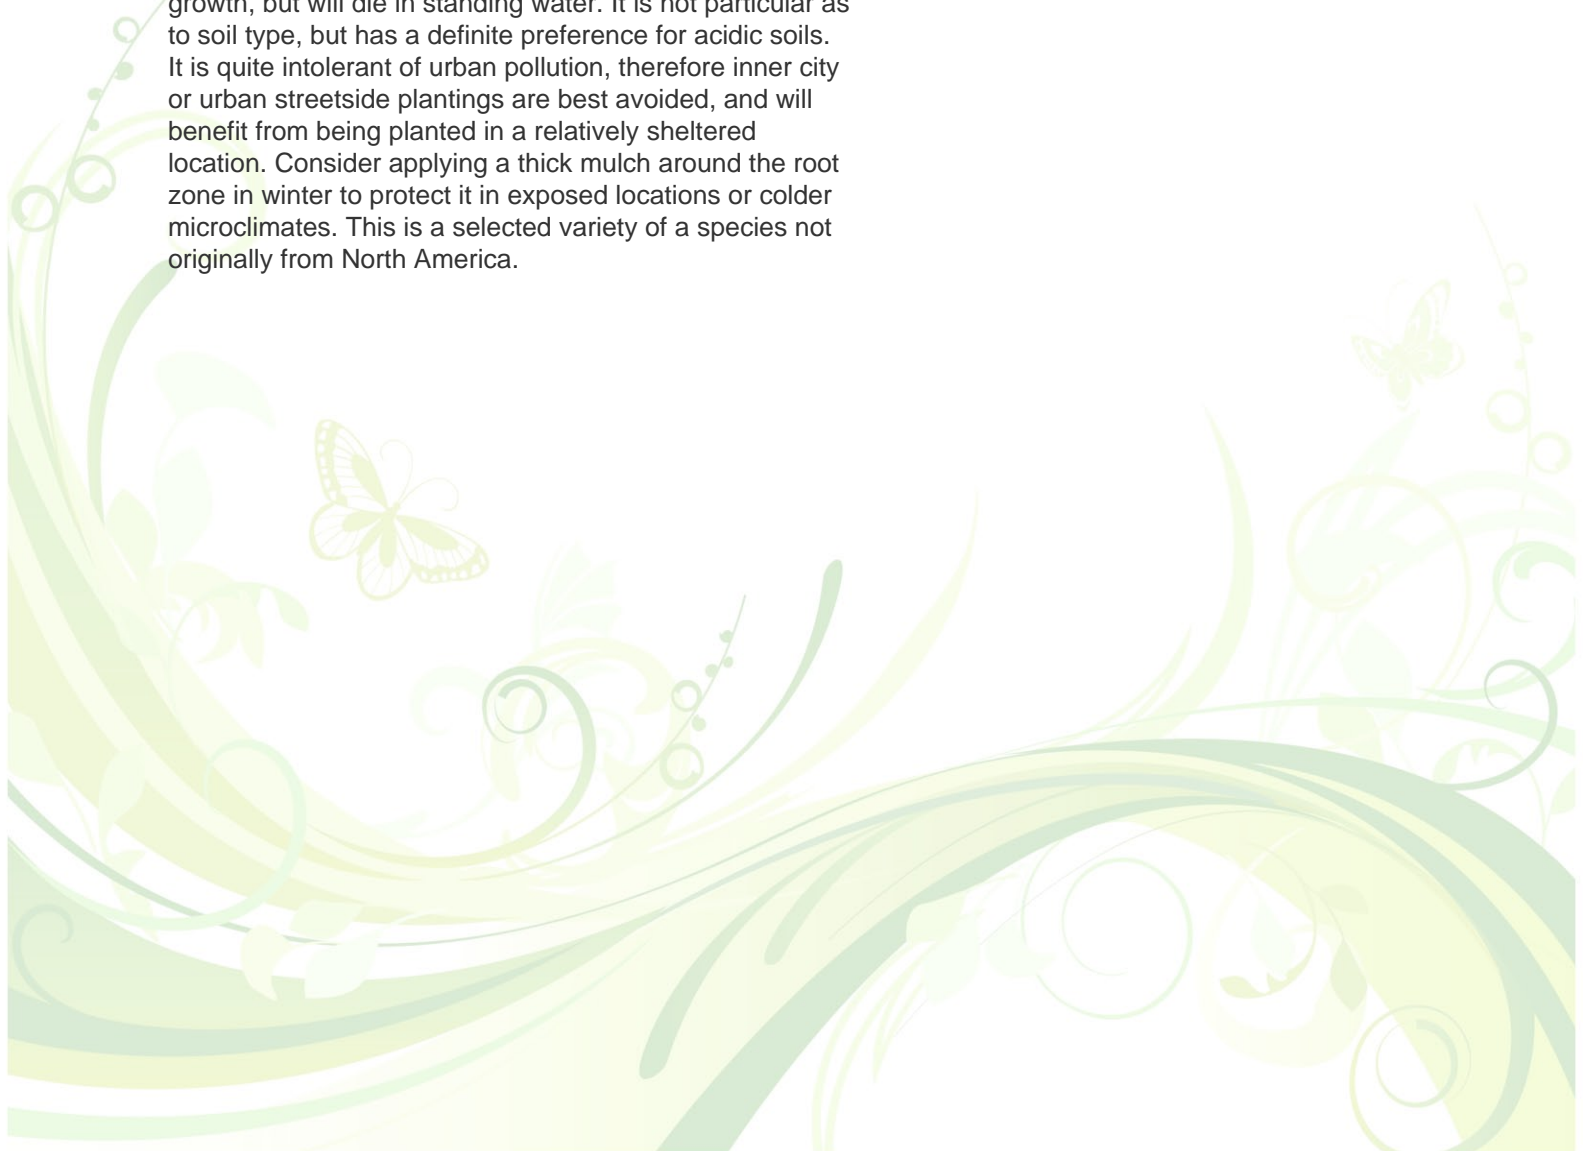 growth, but will die in standing water. It is not particular as
to soil type, but has a definite preference for acidic soils.
It is quite intolerant of urban pollution, therefore inner city
or urban streetside plantings are best avoided, and will
benefit from being planted in a relatively sheltered
location. Consider applying a thick mulch around the root
zone in winter to protect it in exposed locations or colder
microclimates. This is a selected variety of a species not
originally from North America.